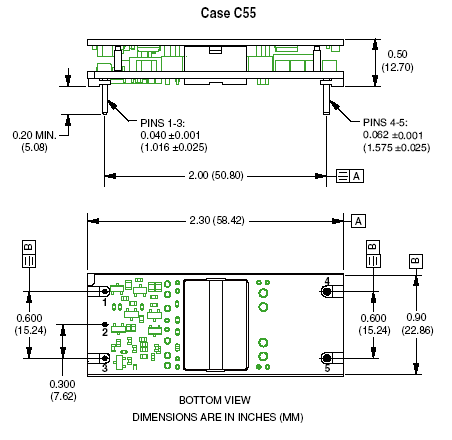 Case C55
0.50
(12.70)
0.20 MIN.
(5.08)
PINS 1-3:
0.040 ±0.001
(1.016 ±0.025)
PINS 4-5:
0.062 ±0.001
(1.575 ±0.025)
2.00 (50.80)
A
2.30 (58.42)
A
B
B
B
1
2
3
4
5
0.600
(15.24)
0.300
(7.62)
0.600
(15.24)
0.90
(22.86)
BOTTOM VIEW
DIMENSIONS ARE IN INCHES (MM)